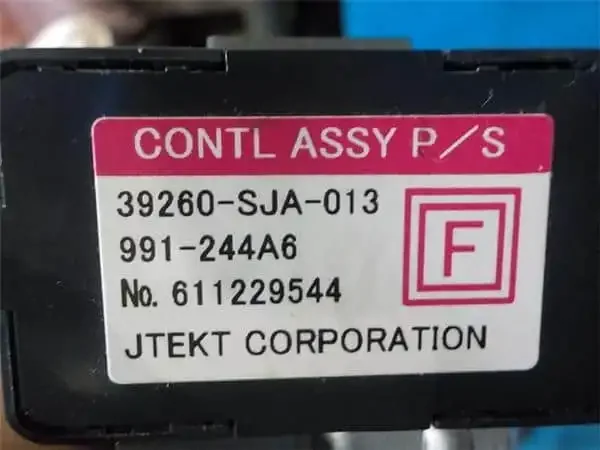 CONTL ASSY P/S
39260-SJA-013
991-244A6
F
No. 611229544
JTEKT CORPORATION